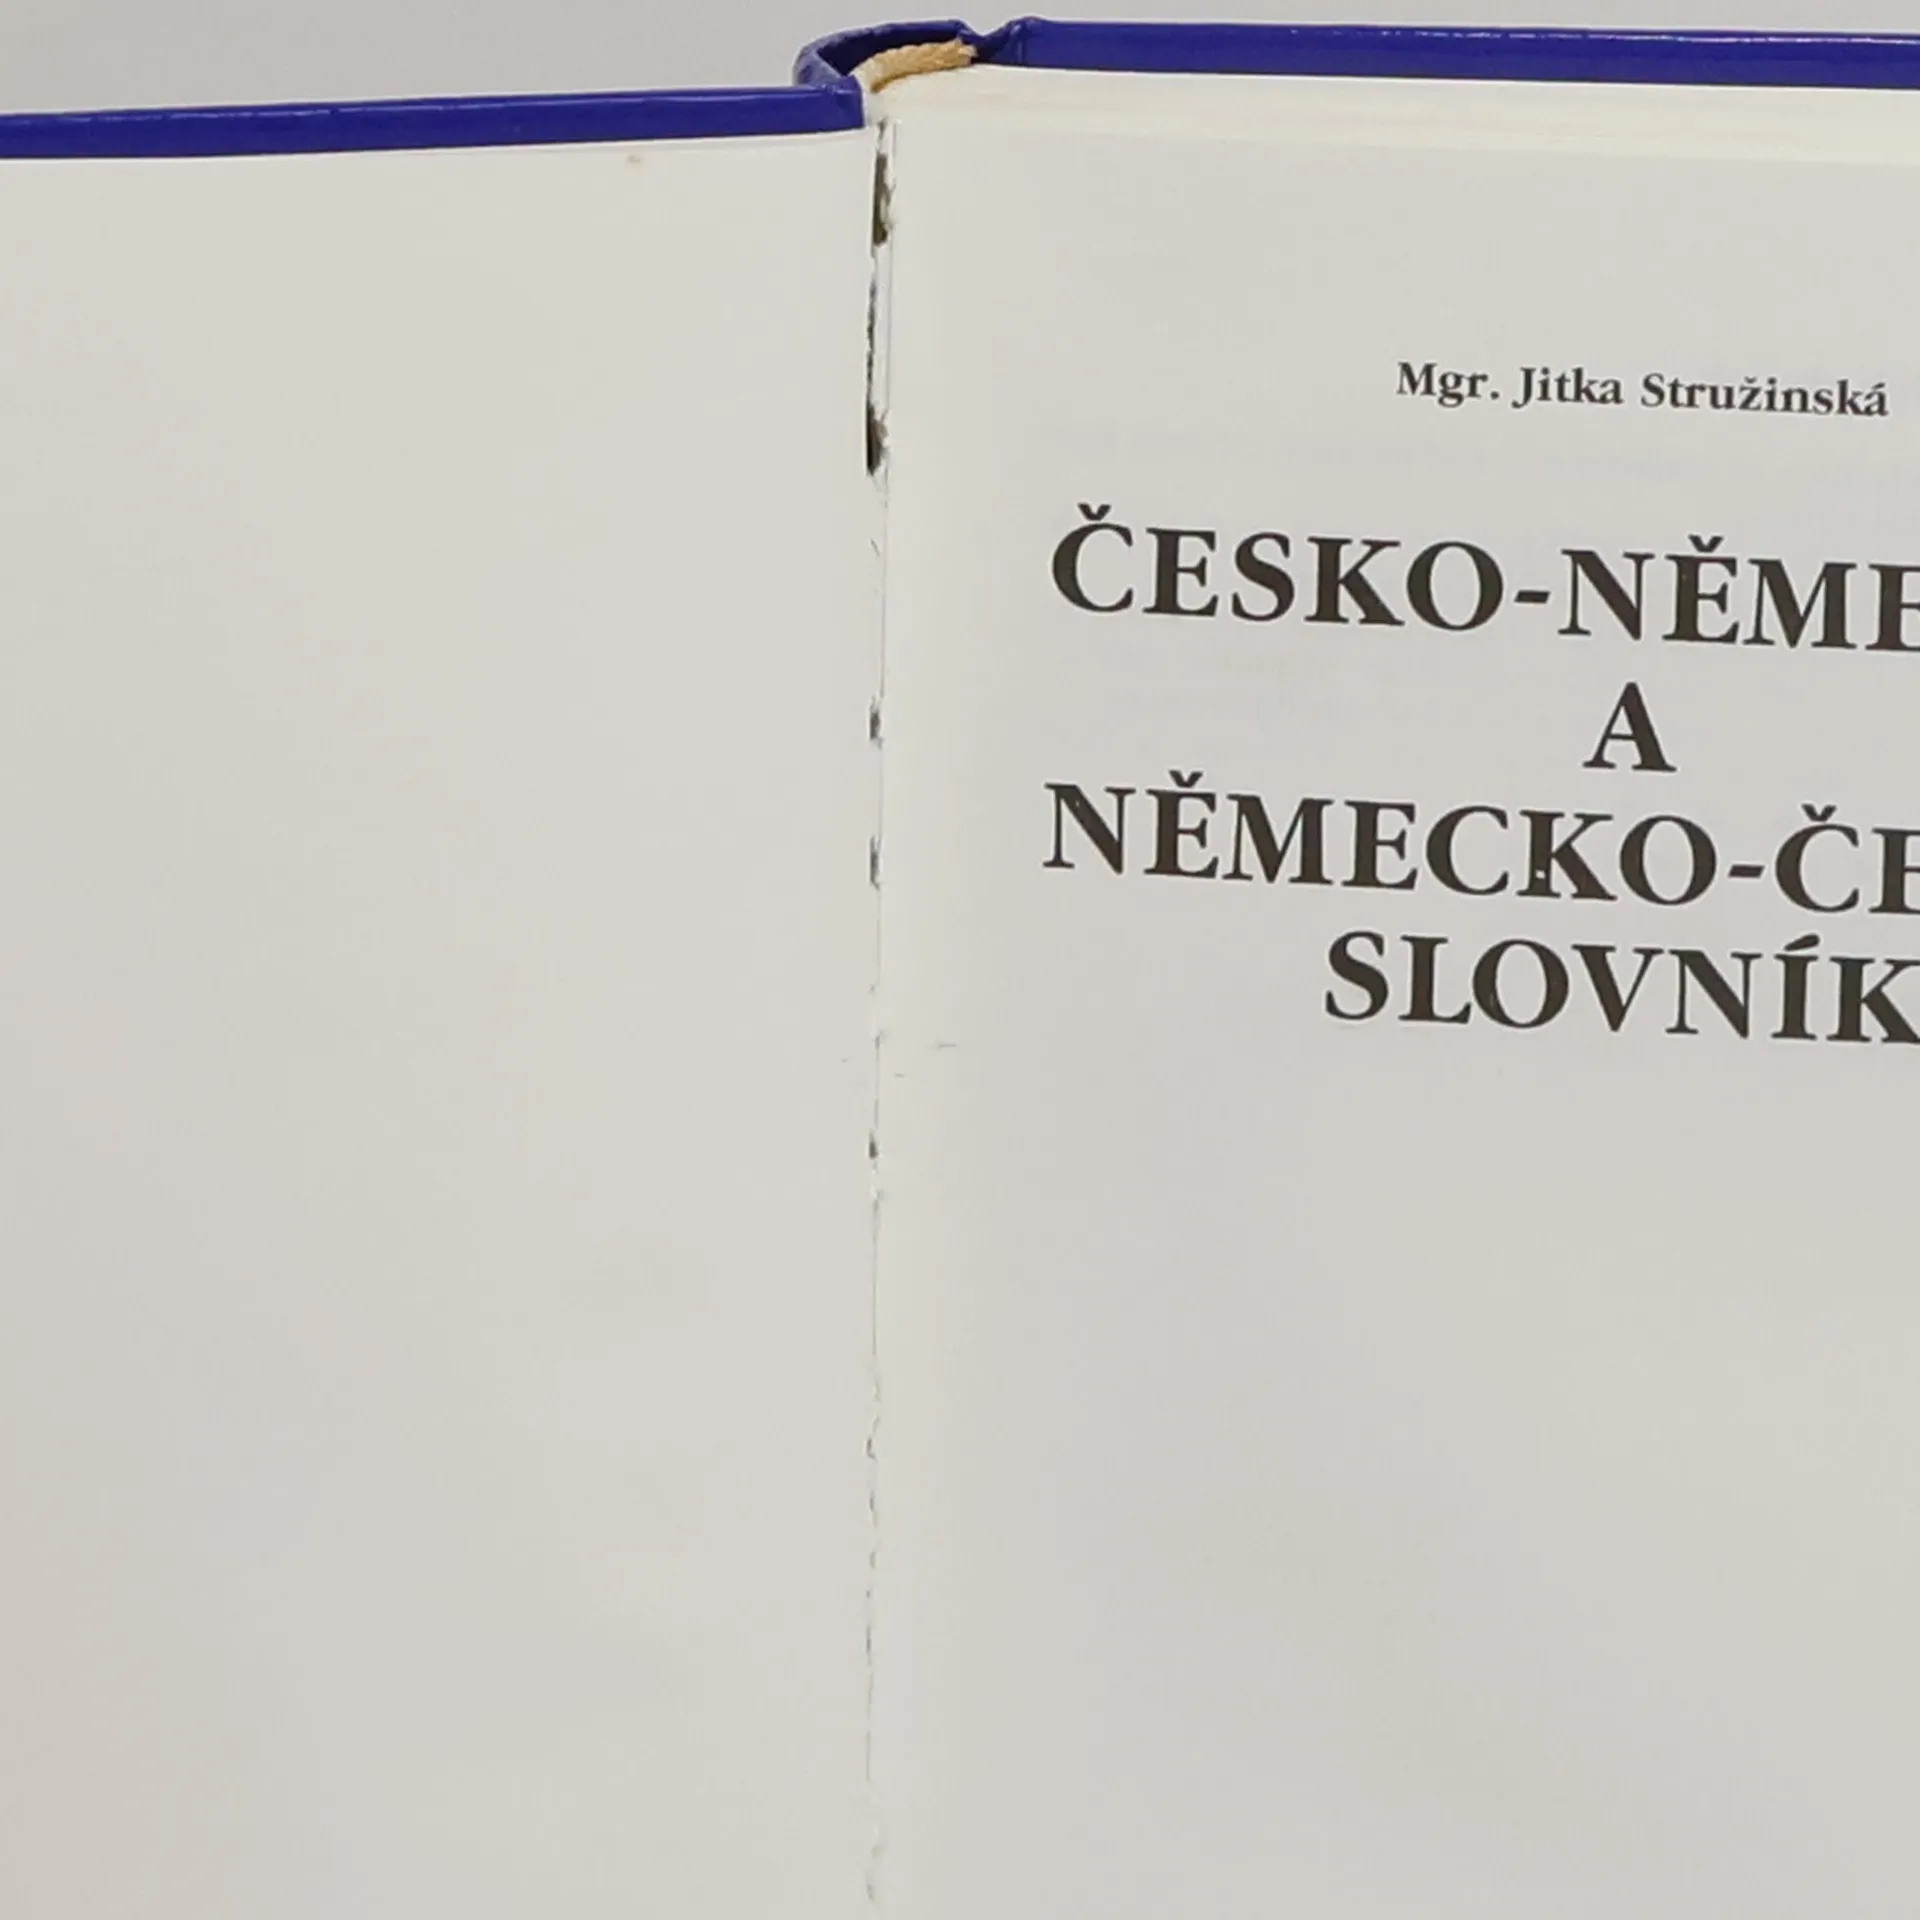 Mgr. Jitka Stružinská
ČESKO-NĚME
A
NĚMECKO-ČE
SLOVNÍK